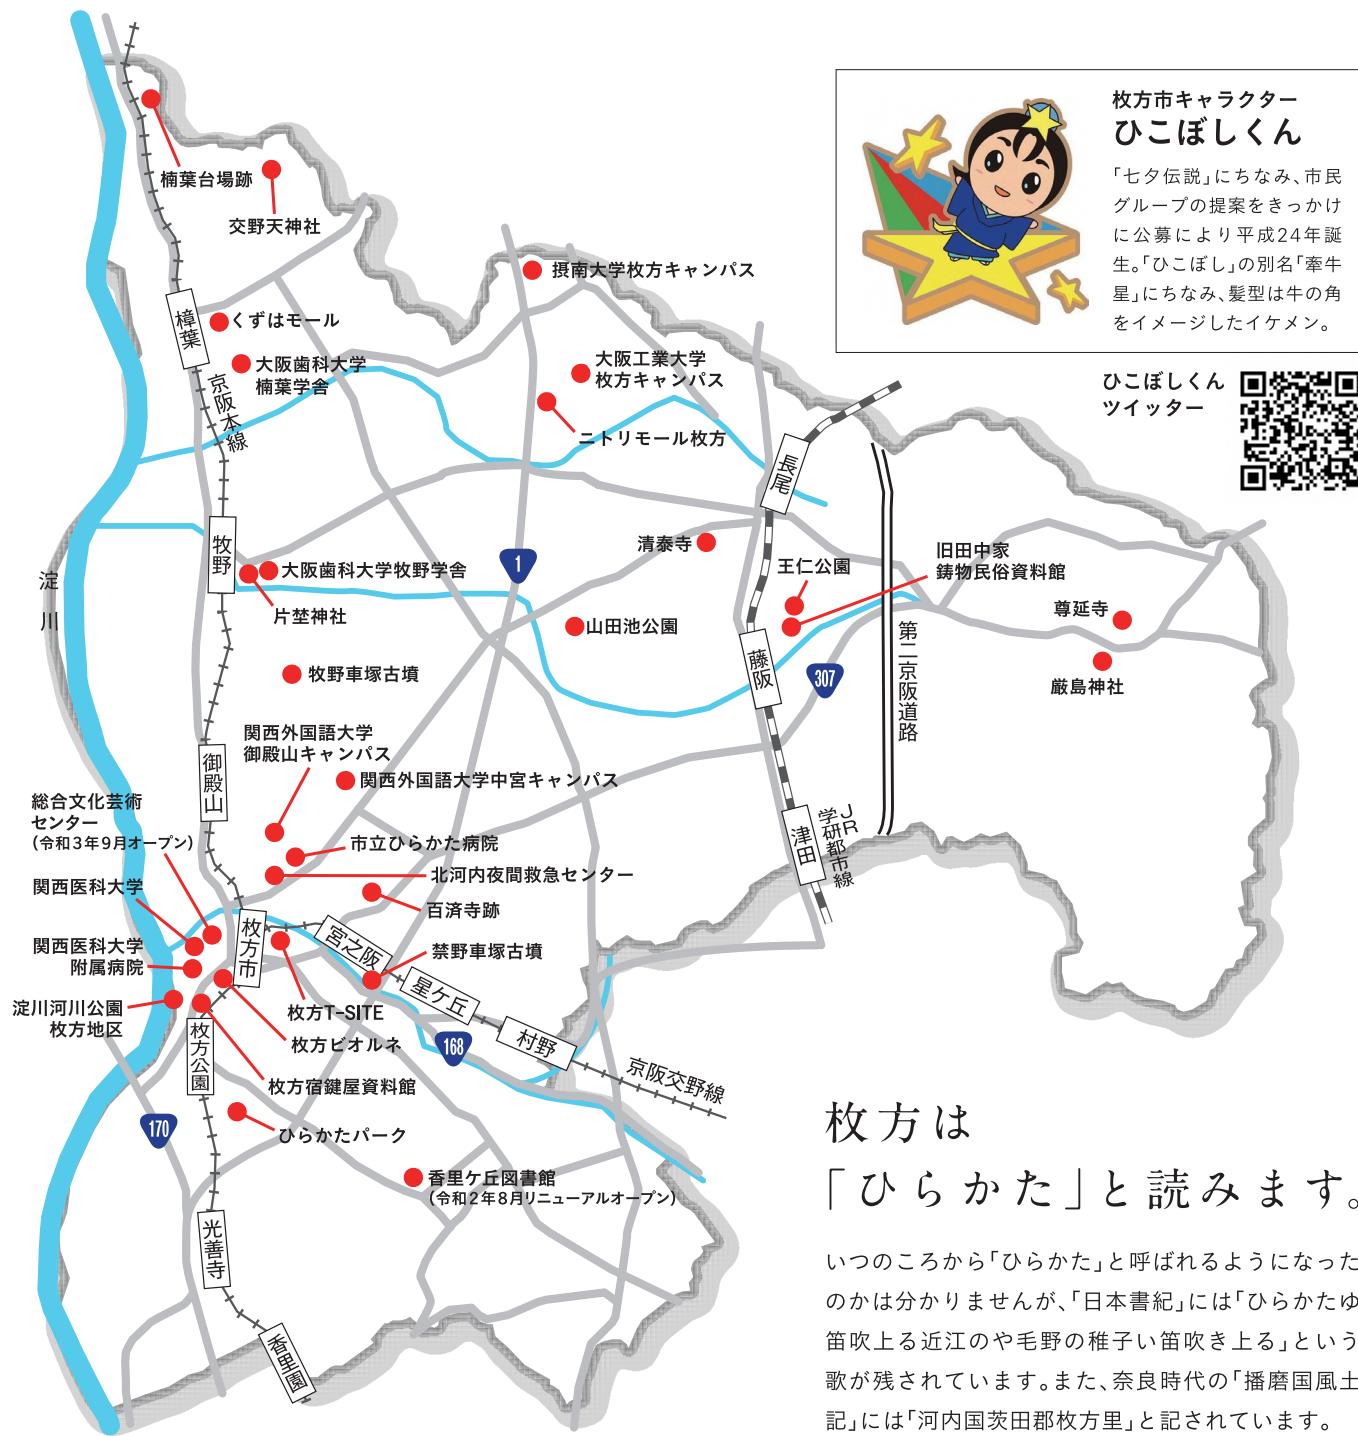 枚方市キャラクター
ひこぼしくん
「七夕伝説」にちなみ、市民
グループの提案をきっかけ
に公募により平成24年誕
生。「ひこぼし」の別名「牽牛
星」にちなみ、髪型は牛の角
をイメージしたイケメン。
ひこぼしくん
ツイッター
楠葉台場跡
交野天神社
摂南大学枚方キャンパス
樟葉
くずはモール
大阪歯科大学
楠葉学舎
京阪本線
大阪工業大学
枚方キャンパス
ニトリモール枚方
長尾
牧野
大阪歯科大学牧野学舎
片埜神社
1
清泰寺
王仁公園
旧田中家
鋳物民俗資料館
尊延寺
厳島神社
淀川
山田池公園
藤阪
307
第二京阪道路
牧野車塚古墳
関西外国語大学
御殿山キャンパス
御殿山
関西外国語大学中宮キャンパス
総合文化芸術
センター
(令和3年9月オープン)
市立ひらかた病院
津田
JR
学研都市線
北河内夜間救急センター
関西医科大学
百済寺跡
枚方市
宮之阪
禁野車塚古墳
関西医科大学
附属病院
星ケ丘
淀川河川公園
枚方地区
枚方T-SITE
枚方ビオルネ
168
村野
京阪交野線
枚方公園
枚方宿鍵屋資料館
170
ひらかたパーク
香里ケ丘図書館
(令和2年8月リニューアルオープン)
光善寺
香里園
枚方は
「ひらかた」と読みます。
いつのころから「ひらかた」と呼ばれるようになった
のかは分かりませんが、「日本書紀」には「ひらかたゆ
笛吹上る近江のや毛野の稚子い笛吹き上る」という
歌が残されています。また、奈良時代の「播磨国風土
記」には「河内国茨田郡枚方里」と記されています。